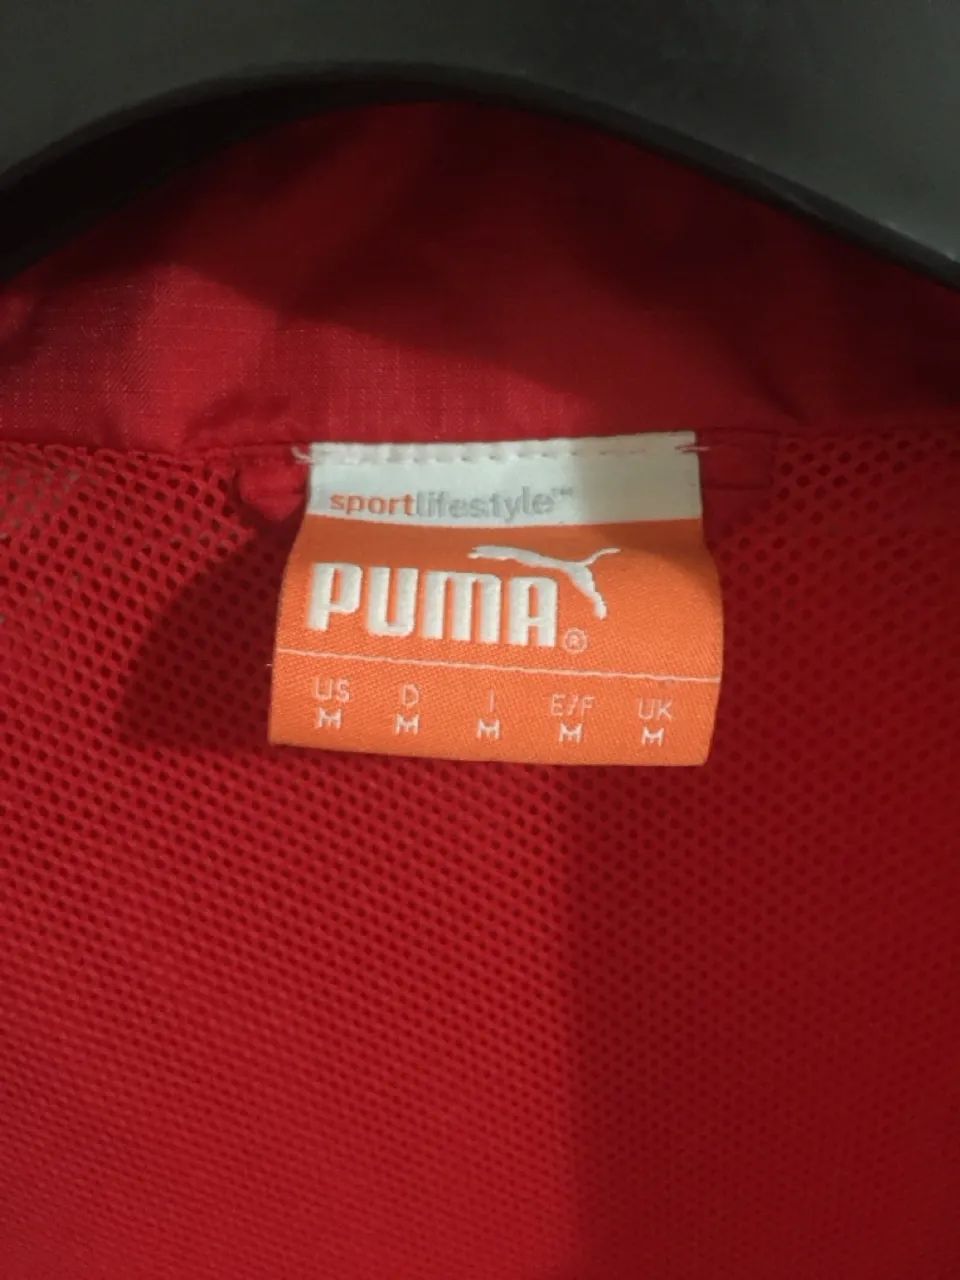 sportlifestyle™
PUMA®
US D I E/F UK
M M M M M